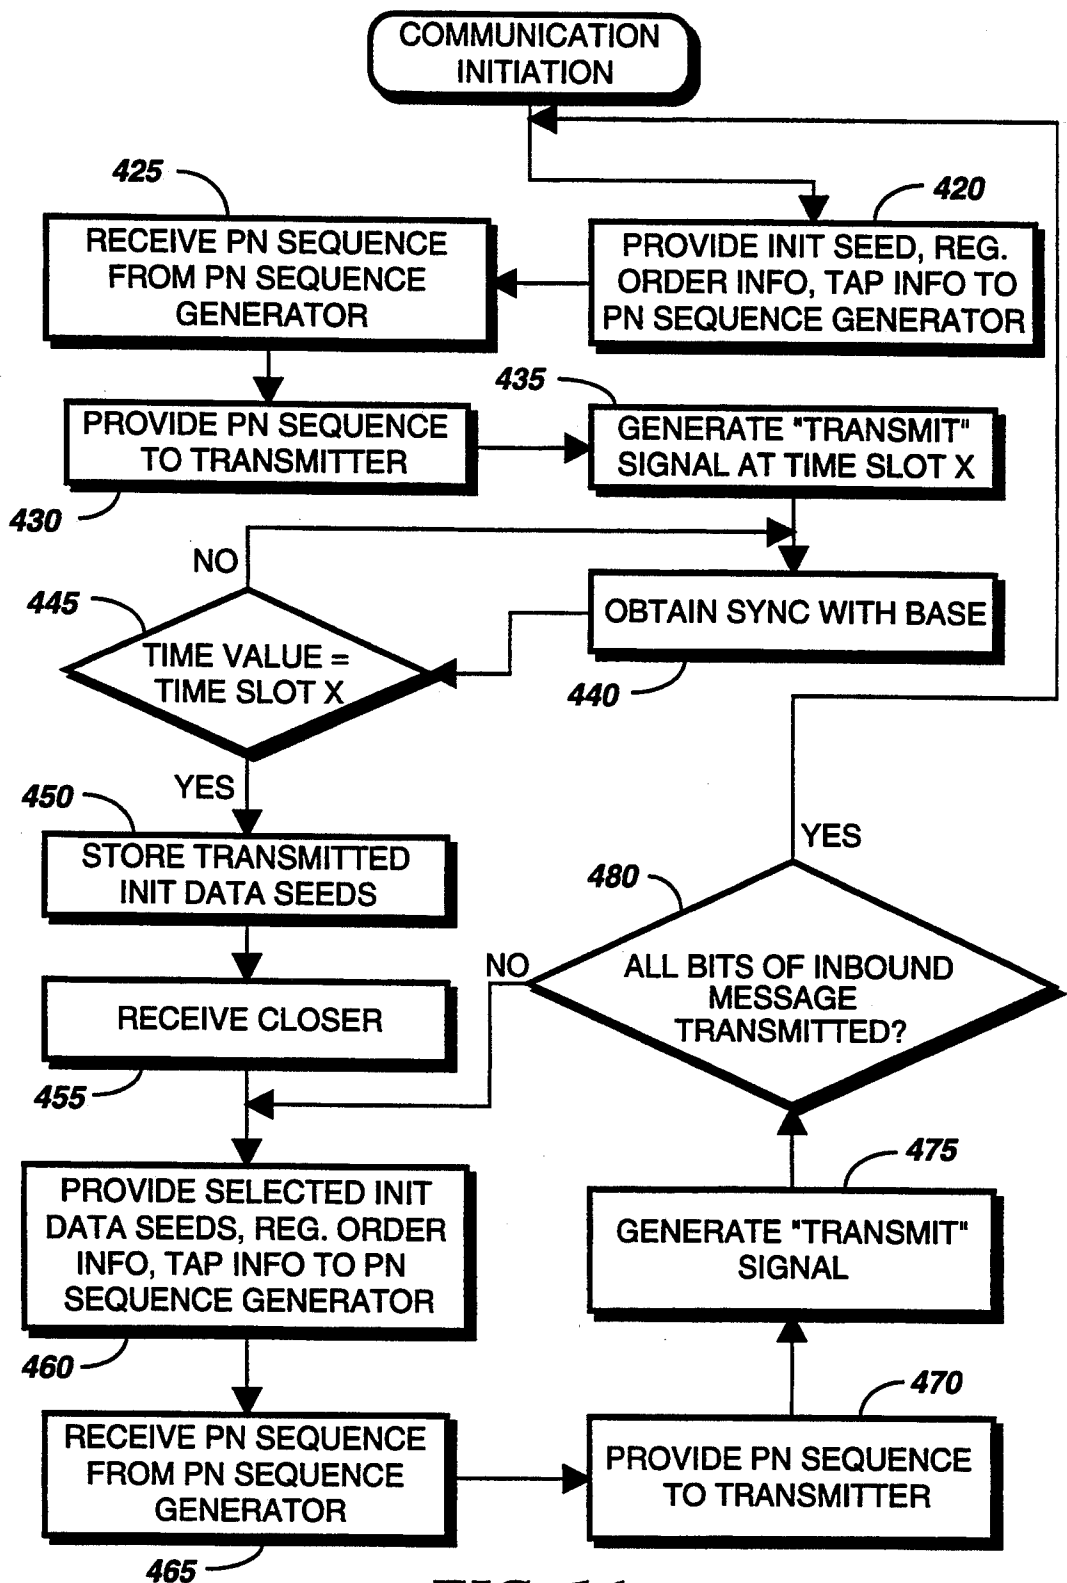 COMMUNICATION
INITIATION
425
420
RECEIVE PN SEQUENCE
FROM PN SEQUENCE
GENERATOR
PROVIDE INIT SEED, REG.
ORDER INFO, TAP INFO TO
PN SEQUENCE GENERATOR
435
PROVIDE PN SEQUENCE
TO TRANSMITTER
GENERATE "TRANSMIT"
SIGNAL AT TIME SLOT X
430
NO
445
TIME VALUE =
TIME SLOT X
OBTAIN SYNC WITH BASE
440
YES
450
STORE TRANSMITTED
INIT DATA SEEDS
YES
480
NO
ALL BITS OF INBOUND
MESSAGE
TRANSMITTED?
RECEIVE CLOSER
455
475
PROVIDE SELECTED INIT
DATA SEEDS, REG. ORDER
INFO, TAP INFO TO PN
SEQUENCE GENERATOR
GENERATE "TRANSMIT"
SIGNAL
460
470
RECEIVE PN SEQUENCE
FROM PN SEQUENCE
GENERATOR
PROVIDE PN SEQUENCE
TO TRANSMITTER
465